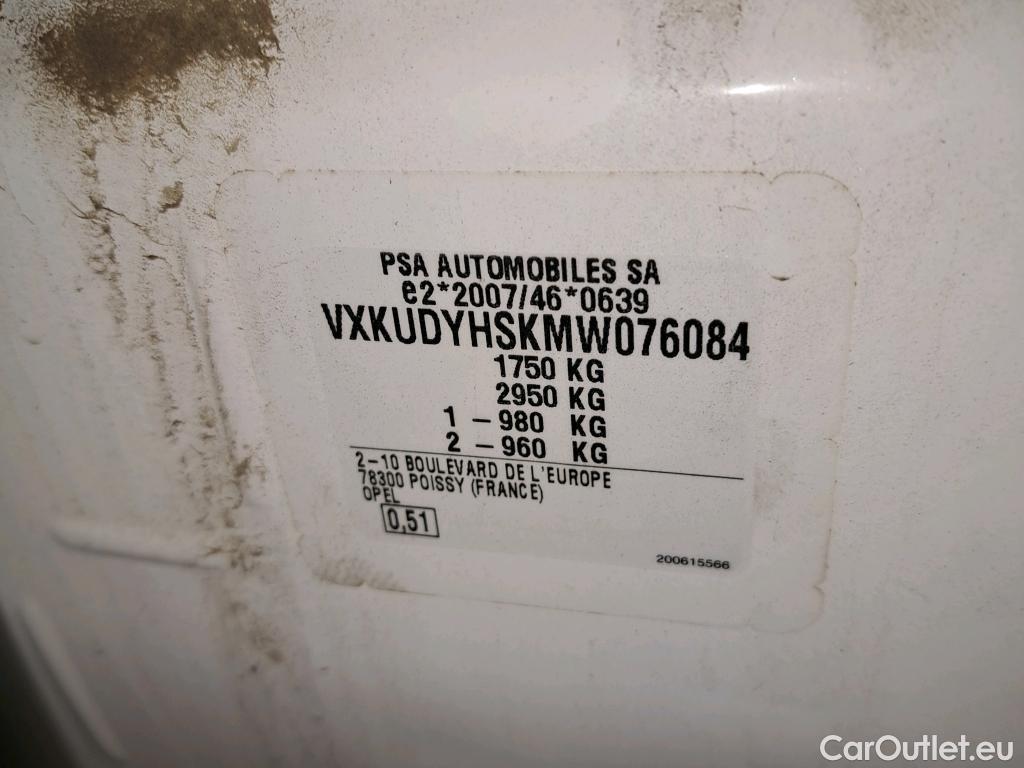 PSA AUTOMOBILES SA
e2*2007/46*0639
VXKUDYHSKMW076084
1750 KG
2950 KG
1 - 980 KG
2 - 960 KG
2-10 BOULEVARD DE L'EUROPE
78300 POISSY (FRANCE)
OPEL
0,51
200615566
CarOutlet.eu